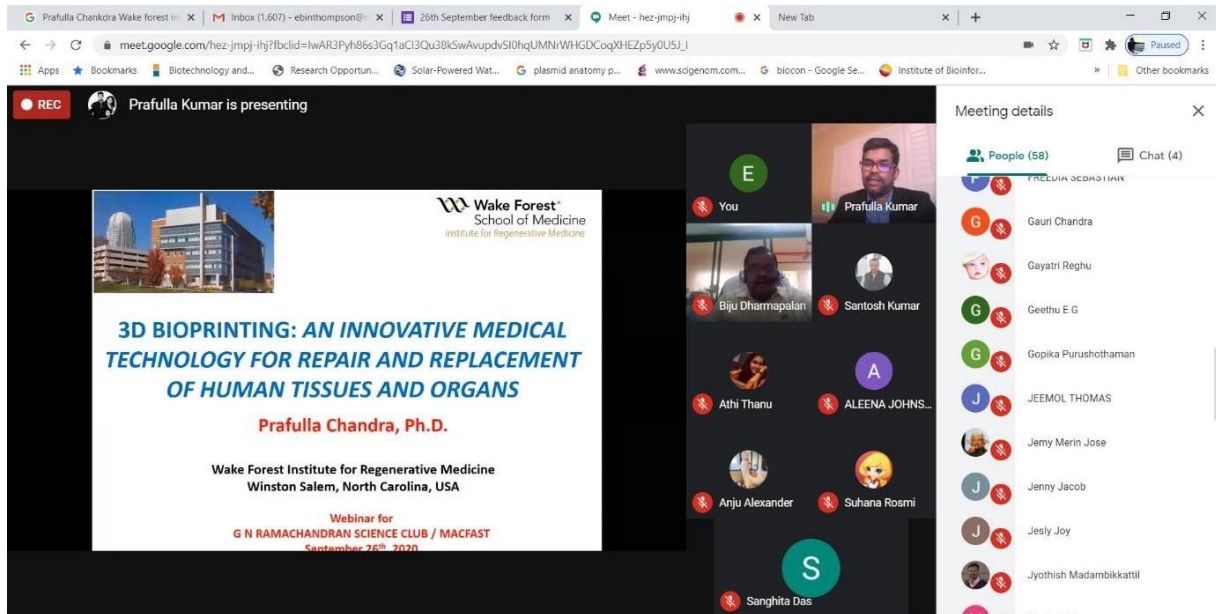 Prafulla Chankdra Wake forest in
Inbox (1,607) - ebinthompson@
26th September feedback form
Meet - hez-jmpj-ihj
New Tab
meet.google.com/hez-jmpj-ihj?fbclid=IwAR3Pyh86s3Gq1aCl3Qu38kSwAvupdvSI0hqUMNrWHGDCoqXHEZp5y0U5J_I
Paused
Apps
Bookmarks
Biotechnology and...
Research Opportun...
Solar-Powered Wat...
plasmid anatomy p...
www.scigenom.com...
biocon - Google Se...
Institute of Bioinfor...
»
Other bookmarks
REC
Prafulla Kumar is presenting
Wake Forest®
School of Medicine
Institute for Regenerative Medicine
3D BIOPRINTING: AN INNOVATIVE MEDICAL
TECHNOLOGY FOR REPAIR AND REPLACEMENT
OF HUMAN TISSUES AND ORGANS
Prafulla Chandra, Ph.D.
Wake Forest Institute for Regenerative Medicine
Winston Salem, North Carolina, USA
Webinar for
G N RAMACHANDRAN SCIENCE CLUB / MACFAST
September 26th, 2020
E
You
Prafulla Kumar
Biju Dharmapalan
Santosh Kumar
Athi Thanu
A
ALEENA JOHNS...
Anju Alexander
Suhana Rosmi
S
Sanghita Das
Meeting details
People (58)
Chat (4)
FREEDIA SEBASTIAN
G
Gauri Chandra
Gayatri Reghu
G
Geethu E G
G
Gopika Purushothaman
J
JEEMOL THOMAS
Jemy Merin Jose
J
Jenny Jacob
J
Jesly Joy
Jyothish Madambikkattil